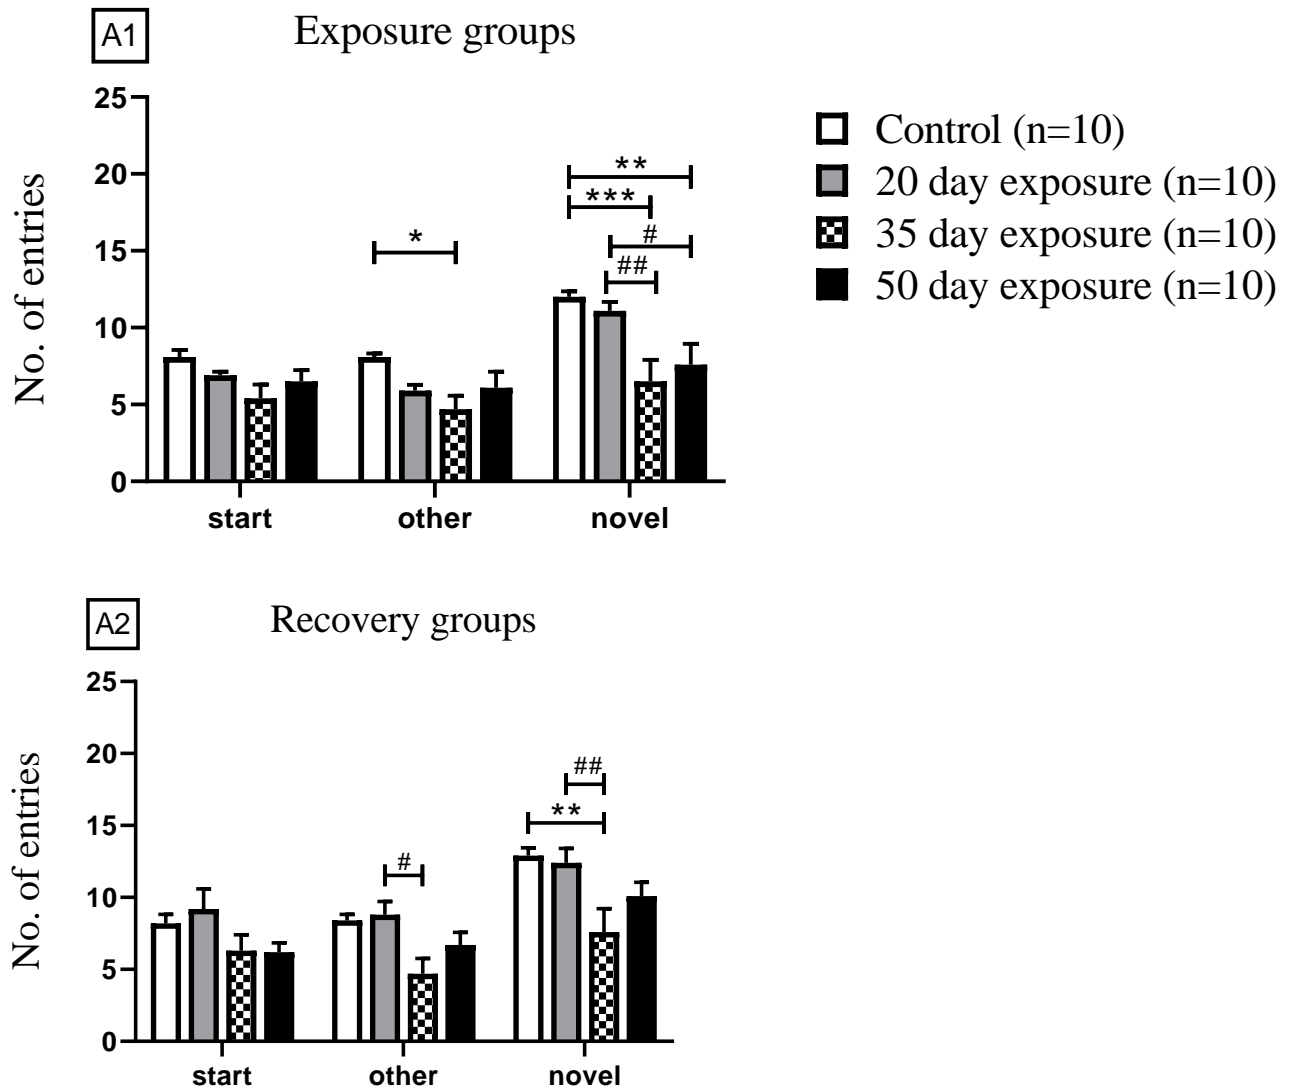 A1 Exposure groups
No. of entries
25
20
15
10
5
0
**
***
*
#
##
start other novel
Control (n=10)
20 day exposure (n=10)
35 day exposure (n=10)
50 day exposure (n=10)
A2 Recovery groups
No. of entries
25
20
15
10
5
0
##
**
#
start other novel